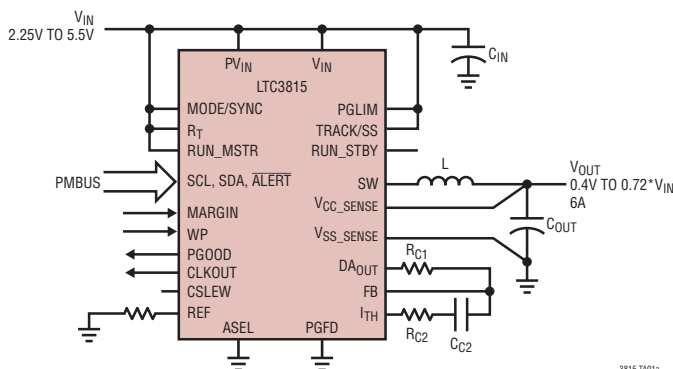 VIN
2.25V TO 5.5V
PVIN
VIN
CIN
LTC3815
MODE/SYNC
RT
RUN_MSTR
PMBUS
SCL, SDA, ALERT
MARGIN
WP
PGOOD
CLKOUT
CSLEW
REF
ASEL
PGFD
PGLIM
TRACK/SS
RUN_STBY
SW
VCC_SENSE
VSS_SENSE
DAOUT
FB
ITH
L
VOUT
0.4V TO 0.72*VIN
6A
COUT
RC1
RC2
CC2
3815 TA01a